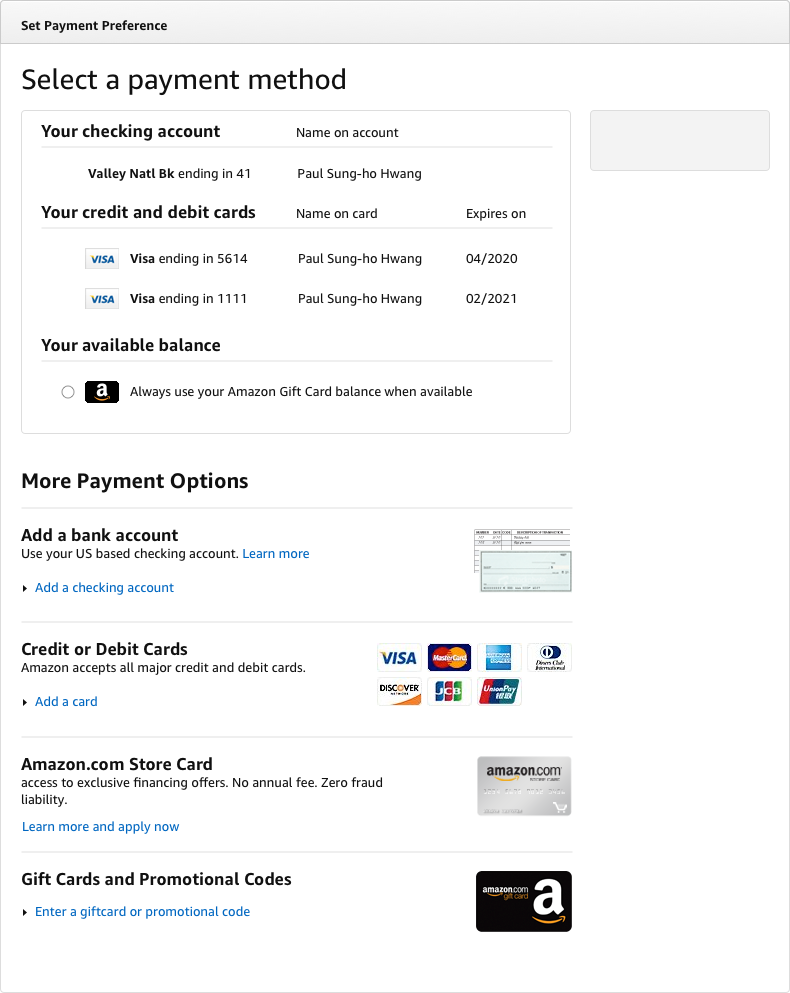 Set Payment Preference
Select a payment method
Your checking account Name on account
Valley Natl Bk ending in 41 Paul Sung-ho Hwang
Your credit and debit cards Name on card Expires on
VISA Visa ending in 5614 Paul Sung-ho Hwang 04/2020
VISA Visa ending in 1111 Paul Sung-ho Hwang 02/2021
Your available balance
a Always use your Amazon Gift Card balance when available
More Payment Options
Add a bank account
Use your US based checking account. Learn more
Add a checking account
Credit or Debit Cards
Amazon accepts all major credit and debit cards.
VISA MasterCard AMERICAN EXPRESS Diners Club International
Add a card
DISCOVER NETWORK JCB UnionPay 银联
Amazon.com Store Card
access to exclusive financing offers. No annual fee. Zero fraud
liability.
amazon.com
STORE CARD
Learn more and apply now
Gift Cards and Promotional Codes
Enter a giftcard or promotional code
amazon.com a
gift card